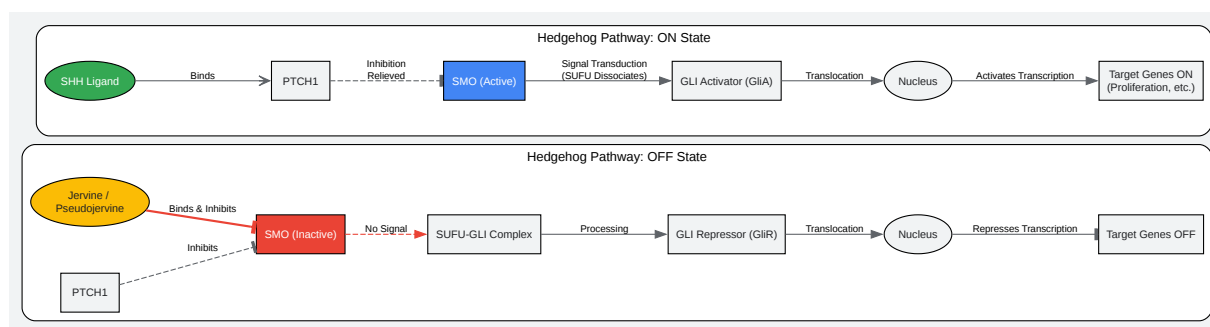 Hedgehog Pathway: ON State
SHH Ligand
Binds
PTCH1
Inhibition
Relieved
SMO (Active)
Signal Transduction
(SUFU Dissociates)
GLI Activator (GliA)
Translocation
Nucleus
Activates Transcription
Target Genes ON
(Proliferation, etc.)
Hedgehog Pathway: OFF State
Jervine /
Pseudojervine
Binds & Inhibits
Inhibits
PTCH1
SMO (Inactive)
No Signal
SUFU-GLI Complex
Processing
GLI Repressor (GliR)
Translocation
Nucleus
Represses Transcription
Target Genes OFF